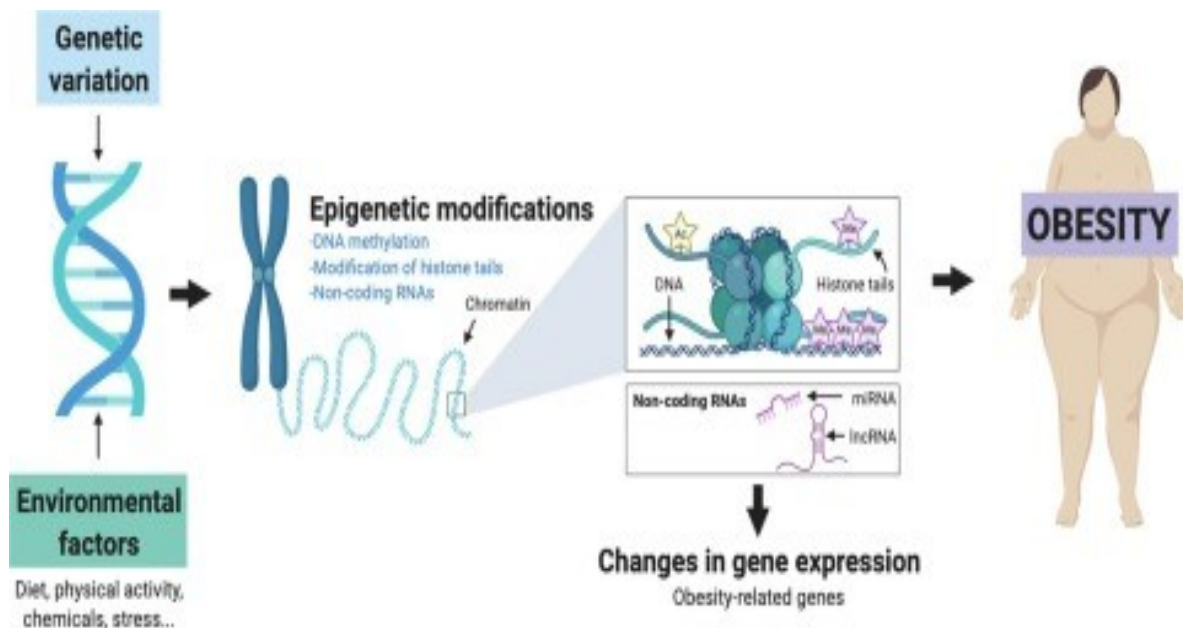 Genetic
variation
Environmental
factors
Diet, physical activity,
chemicals, stress...
Epigenetic modifications
-DNA methylation
-Modification of histone tails
-Non-coding RNAs
Chromatin
Ac
Me
DNA
Histone tails
Me Me Me
Non-coding RNAs
miRNA
lncRNA
Changes in gene expression
Obesity-related genes
OBESITY